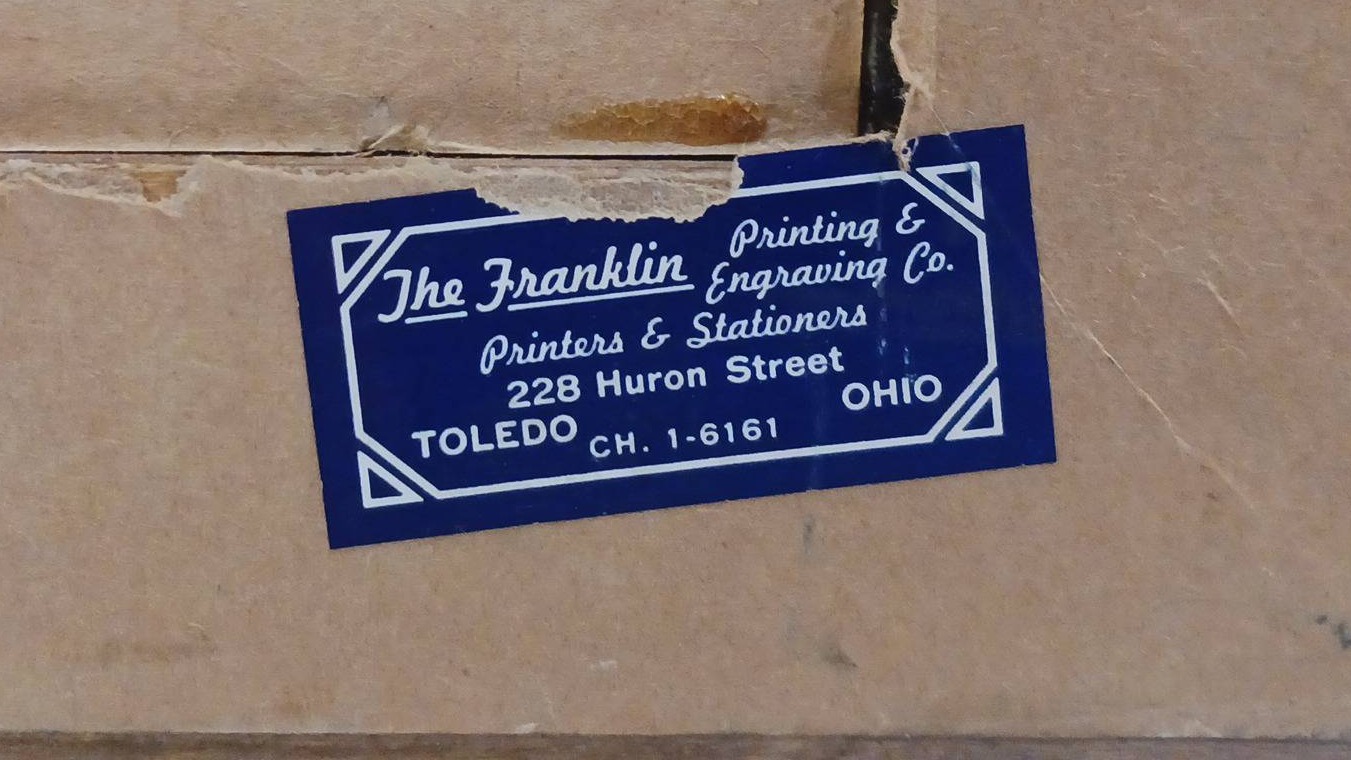 The Franklin Printing &
Engraving Co.
Printers & Stationers
228 Huron Street
TOLEDO CH. 1-6161 OHIO